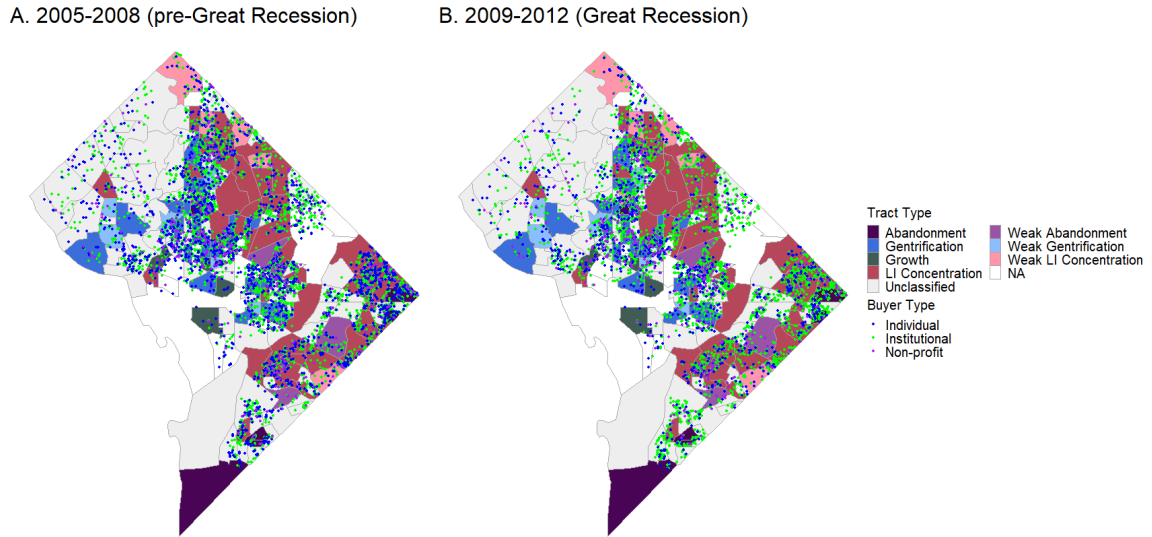 A. 2005-2008 (pre-Great Recession)
B. 2009-2012 (Great Recession)
Tract Type
Abandonment
Gentrification
Growth
LI Concentration
Unclassified
Weak Abandonment
Weak Gentrification
Weak LI Concentration
NA
Buyer Type
Individual
Institutional
Non-profit